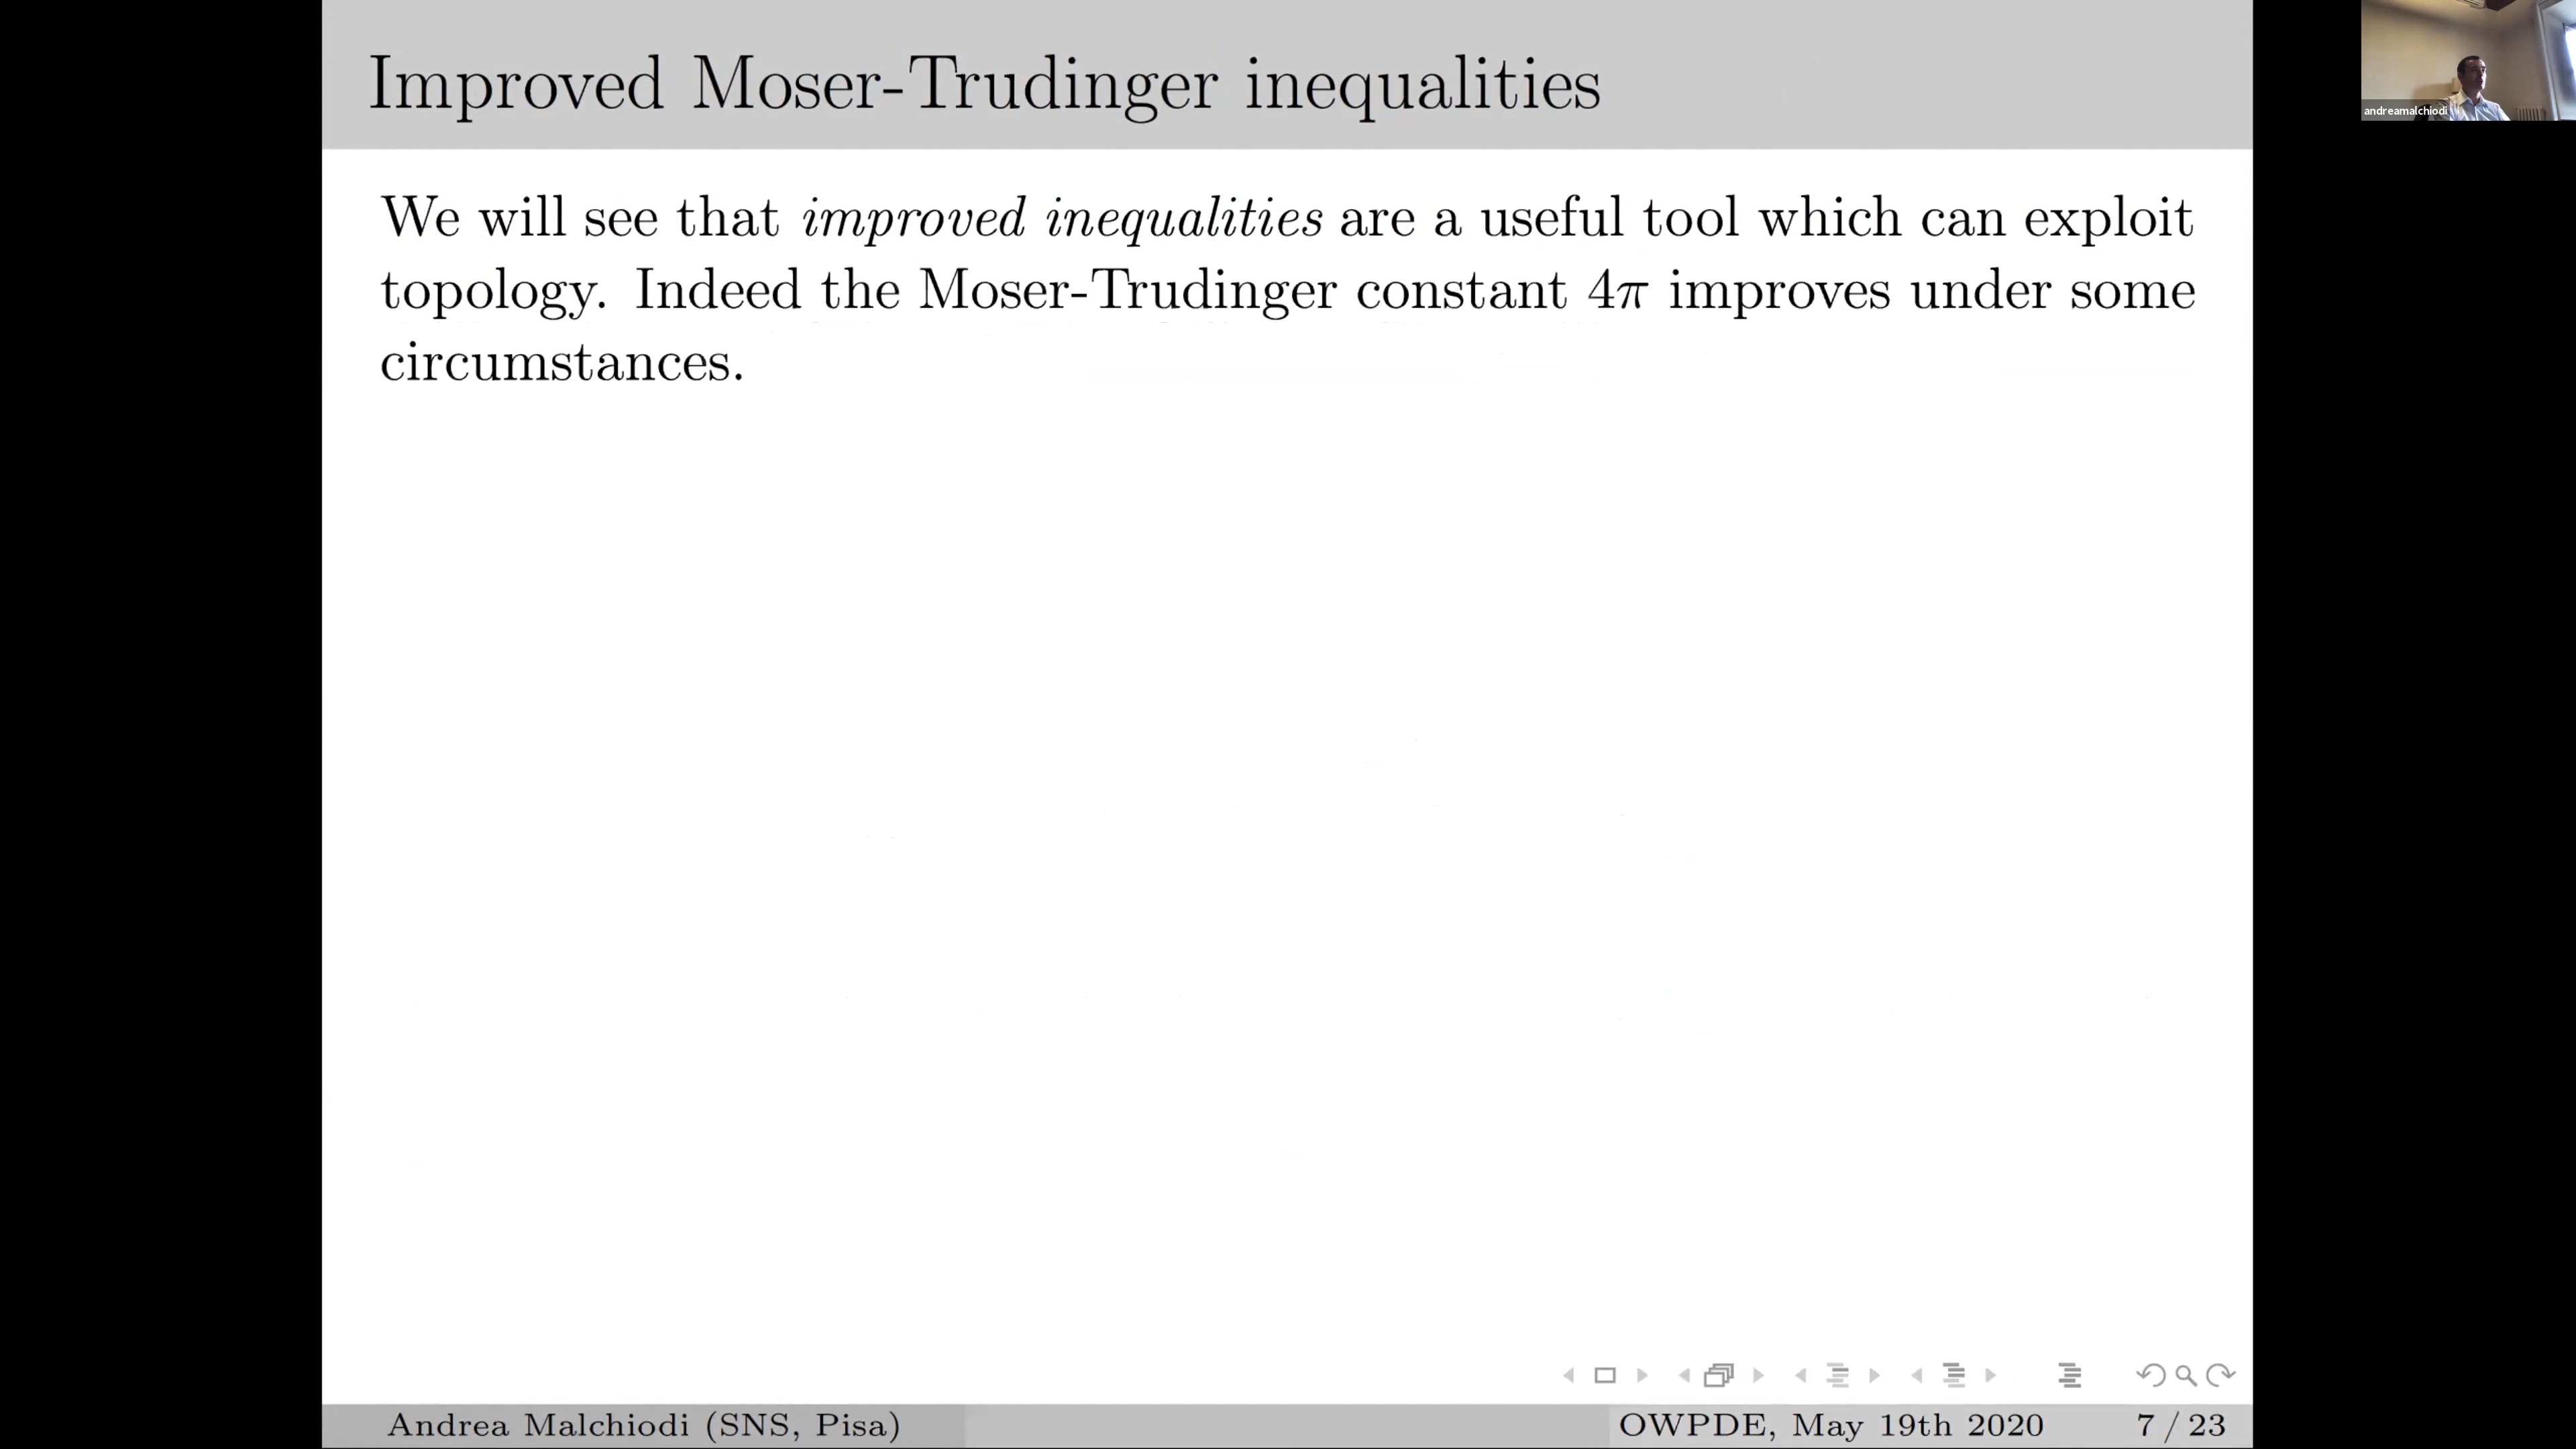 Improved Moser-Trudinger inequalities
andreamalchiodi
We will see that improved inequalities are a useful tool which can exploit
topology. Indeed the Moser-Trudinger constant 4π improves under some
circumstances.
Andrea Malchiodi (SNS, Pisa)
OWPDE, May 19th 2020
7 / 23